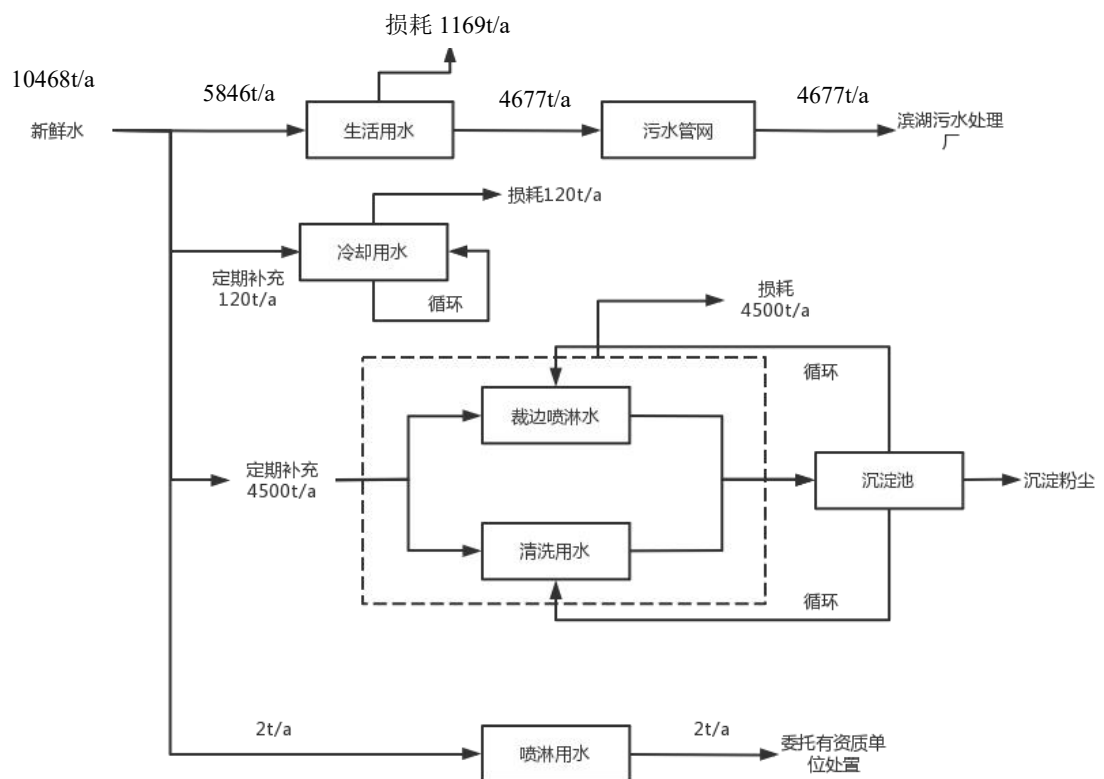 损耗 1169t/a
10468t/a
5846t/a
4677t/a
4677t/a
新鲜水
生活用水
污水管网
滨湖污水处理
厂
损耗120t/a
冷却用水
定期补充
120t/a
循环
损耗
4500t/a
循环
裁边喷淋水
定期补充
4500t/a
沉淀池
沉淀粉尘
清洗用水
循环
2t/a
2t/a
喷淋用水
委托有资质单
位处置